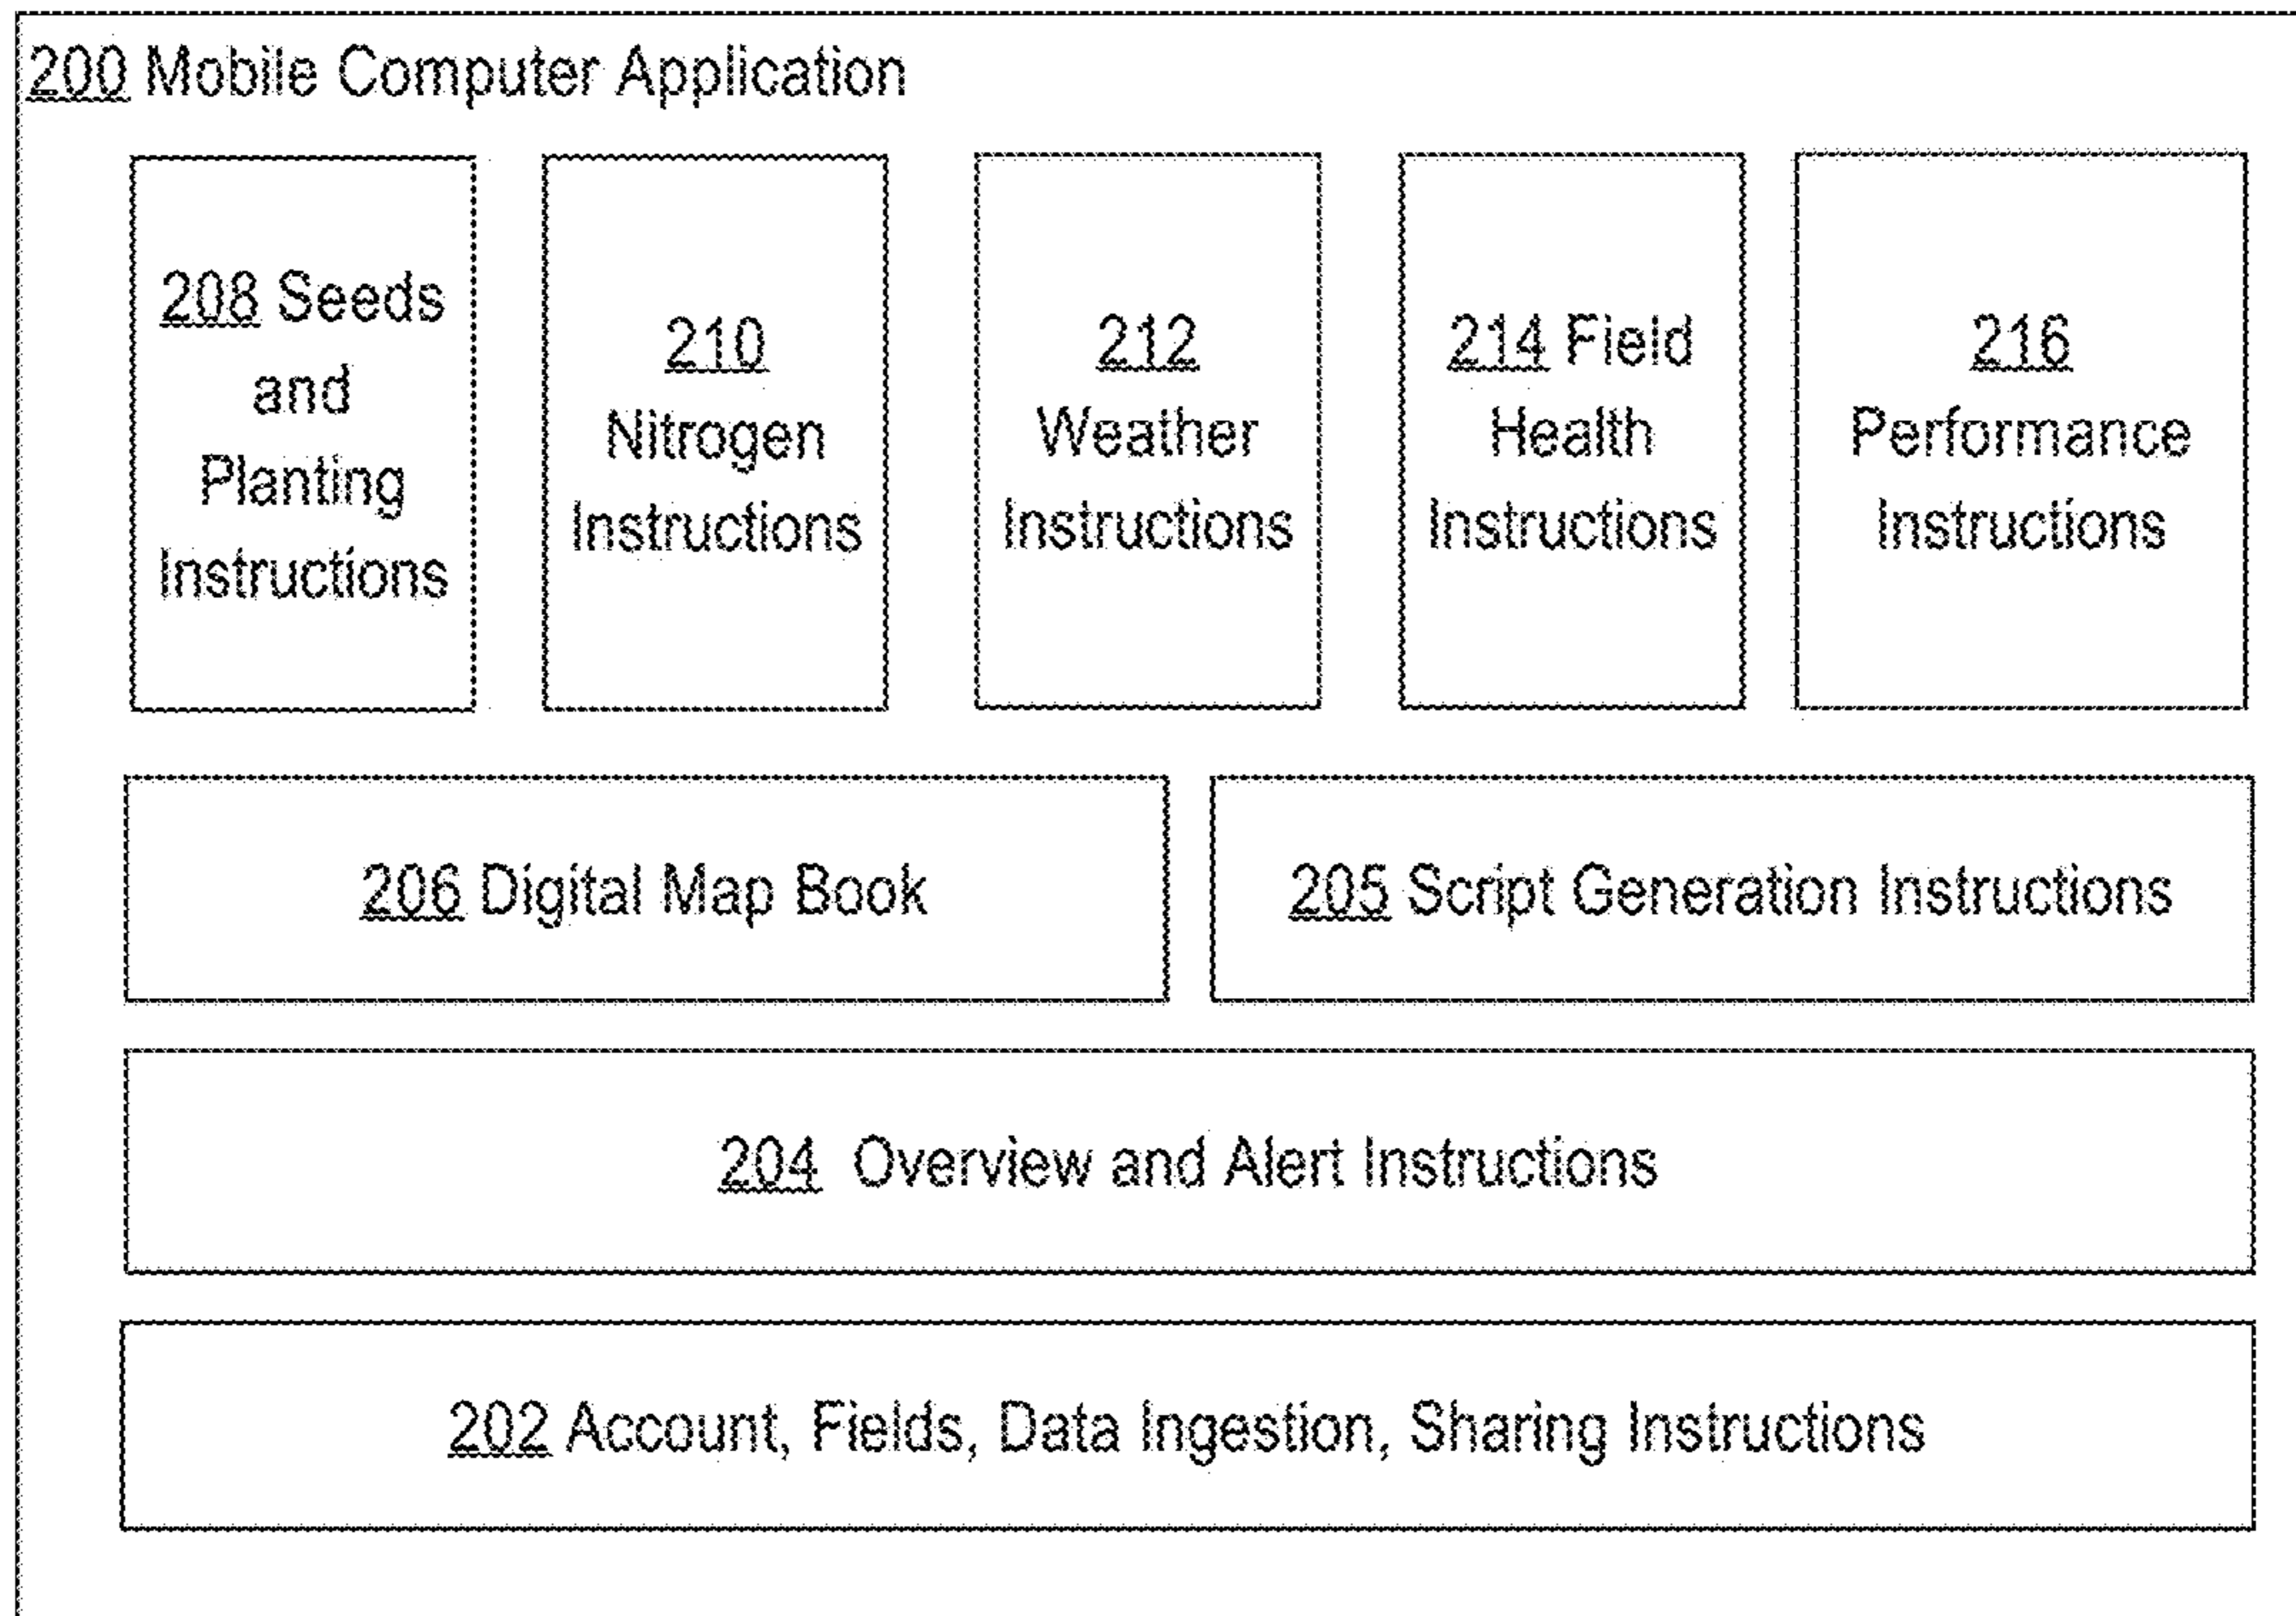 200 Mobile Computer Application
208 Seeds
and
Planting
Instructions
210
Nitrogen
Instructions
212
Weather
Instructions
214 Field
Health
Instructions
216
Performance
Instructions
206 Digital Map Book
205 Script Generation Instructions
204 Overview and Alert Instructions
202 Account, Fields, Data Ingestion, Sharing Instructions